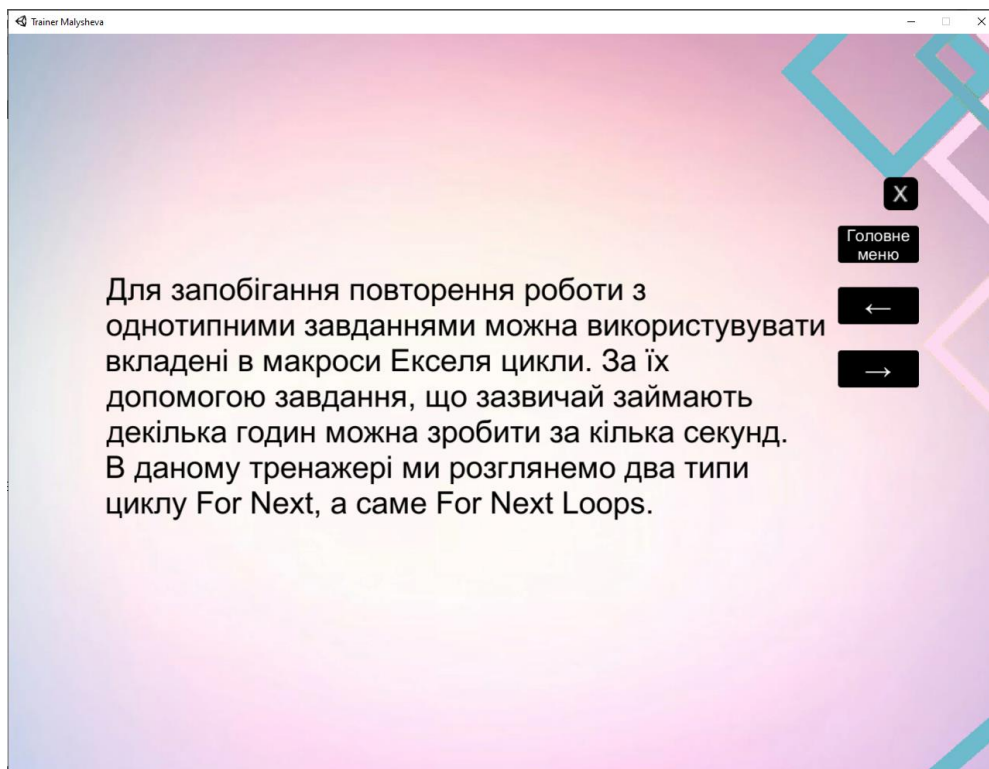 Trainer Malysheva
X
Головне
меню
←
→
Для запобігання повторення роботи з
однотипними завданнями можна використувувати
вкладені в макроси Екселя цикли. За їх
допомогою завдання, що зазвичай займають
декілька годин можна зробити за кілька секунд.
В даному тренажері ми розглянемо два типи
циклу For Next, а саме For Next Loops.